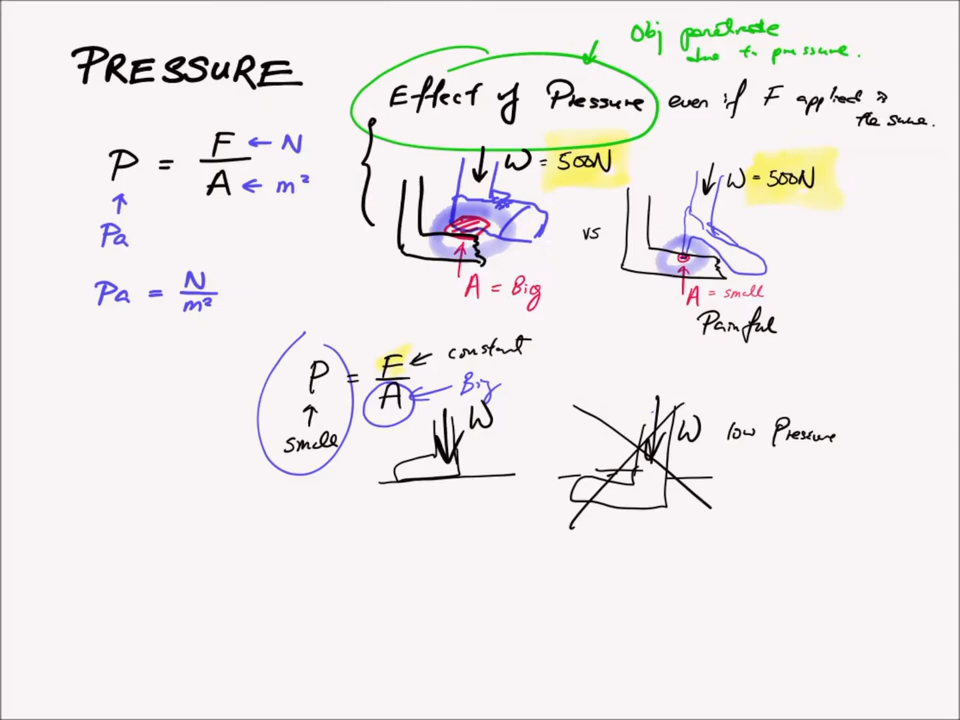 PRESSURE
Obj penetrate
due to pressure.
Effect of Pressure even if F applied is
the same.
P = F/A ← N
← m²
↑
Pa
Pa = N/m²
W = 500N
vs
W = 500N
A = Big
A = small
Painful
P = F/A ← constant
← Big
↑
small
W
W low Pressure